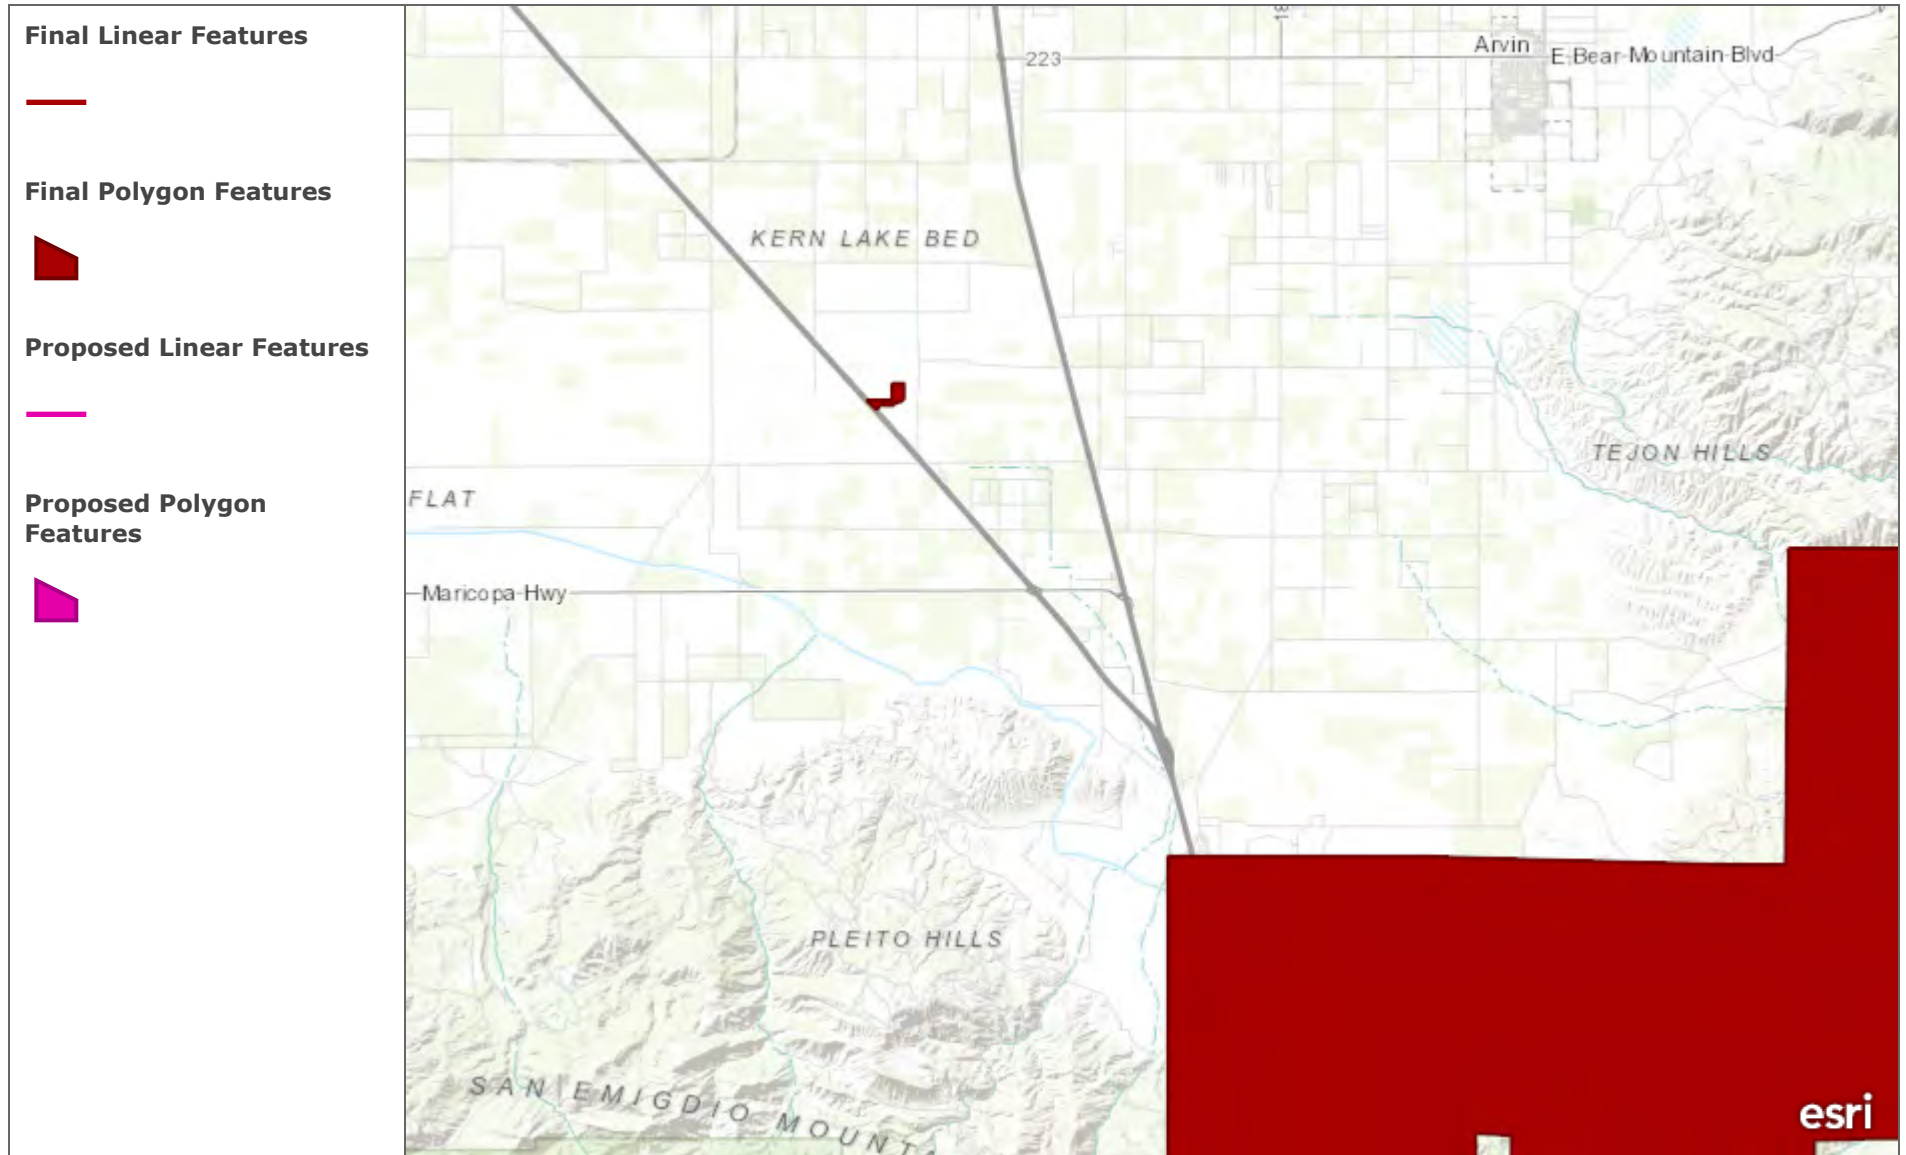 Final Linear Features
Final Polygon Features
Proposed Linear Features
Proposed Polygon
Features
223
Arvin
E Bear Mountain Blvd
KERN LAKE BED
TEJON HILLS
FLAT
Maricopa Hwy
PLEITO HILLS
SAN EMIGDIO MOUNTA
esri